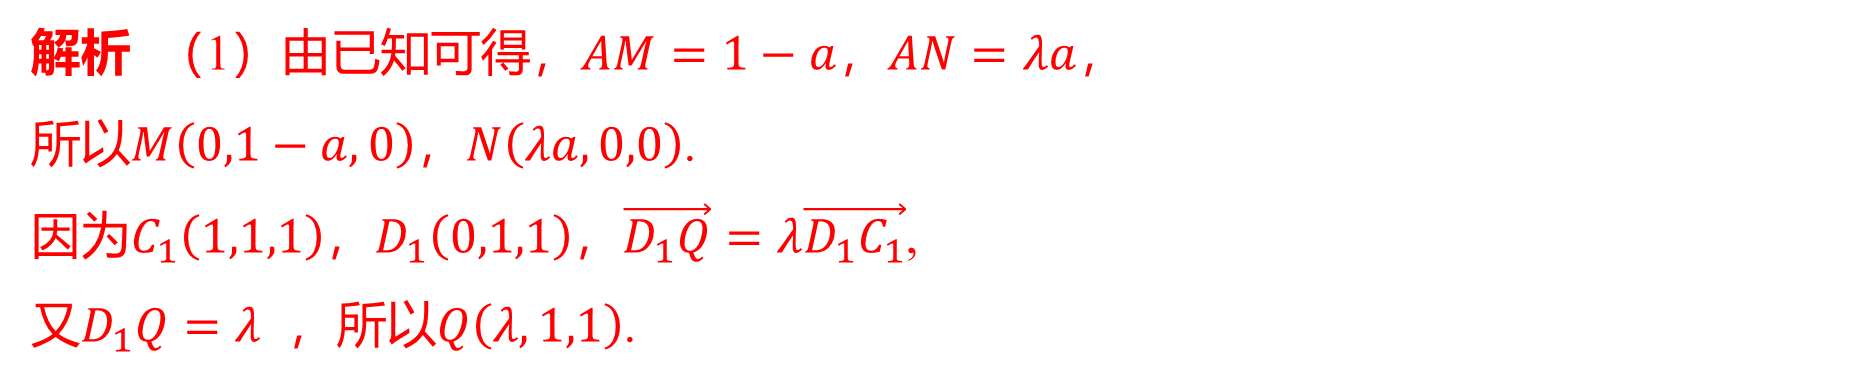 解析 （1）由已知可得，AM = 1 − a，AN = λa，
所以M(0,1 − a, 0)，N(λa, 0,0).
因为C₁(1,1,1)，D₁(0,1,1)，\overrightarrow{D₁Q} = λ\overrightarrow{D₁C₁},
又D₁Q = λ ，所以Q(λ, 1,1).